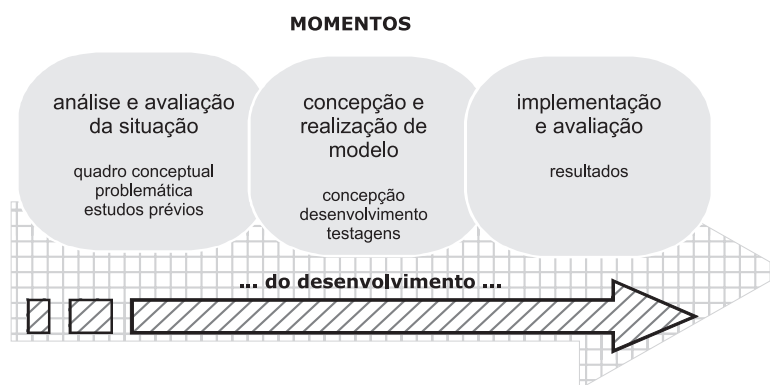 MOMENTOS
análise e avaliação
da situação
quadro conceptual
problemática
estudos prévios
concepção e
realização de
modelo
concepção
desenvolvimento
testagens
implementação
e avaliação
resultados
... do desenvolvimento ...